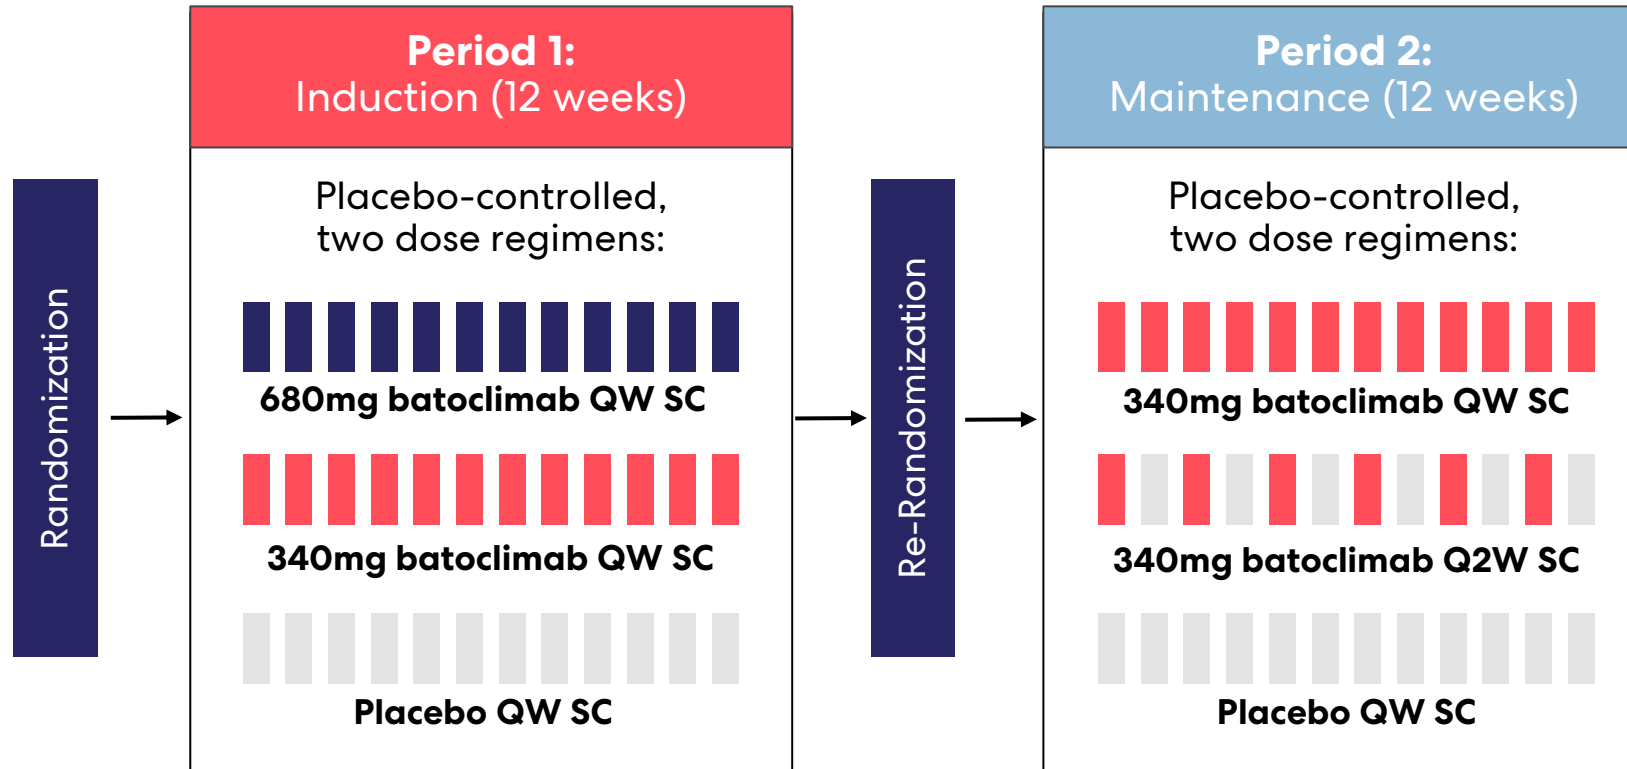 Randomization
Period 1:
Induction (12 weeks)
Placebo-controlled,
two dose regimens:
680mg batoclimab QW SC
340mg batoclimab QW SC
Placebo QW SC
Re-Randomization
Period 2:
Maintenance (12 weeks)
Placebo-controlled,
two dose regimens:
340mg batoclimab QW SC
340mg batoclimab Q2W SC
Placebo QW SC